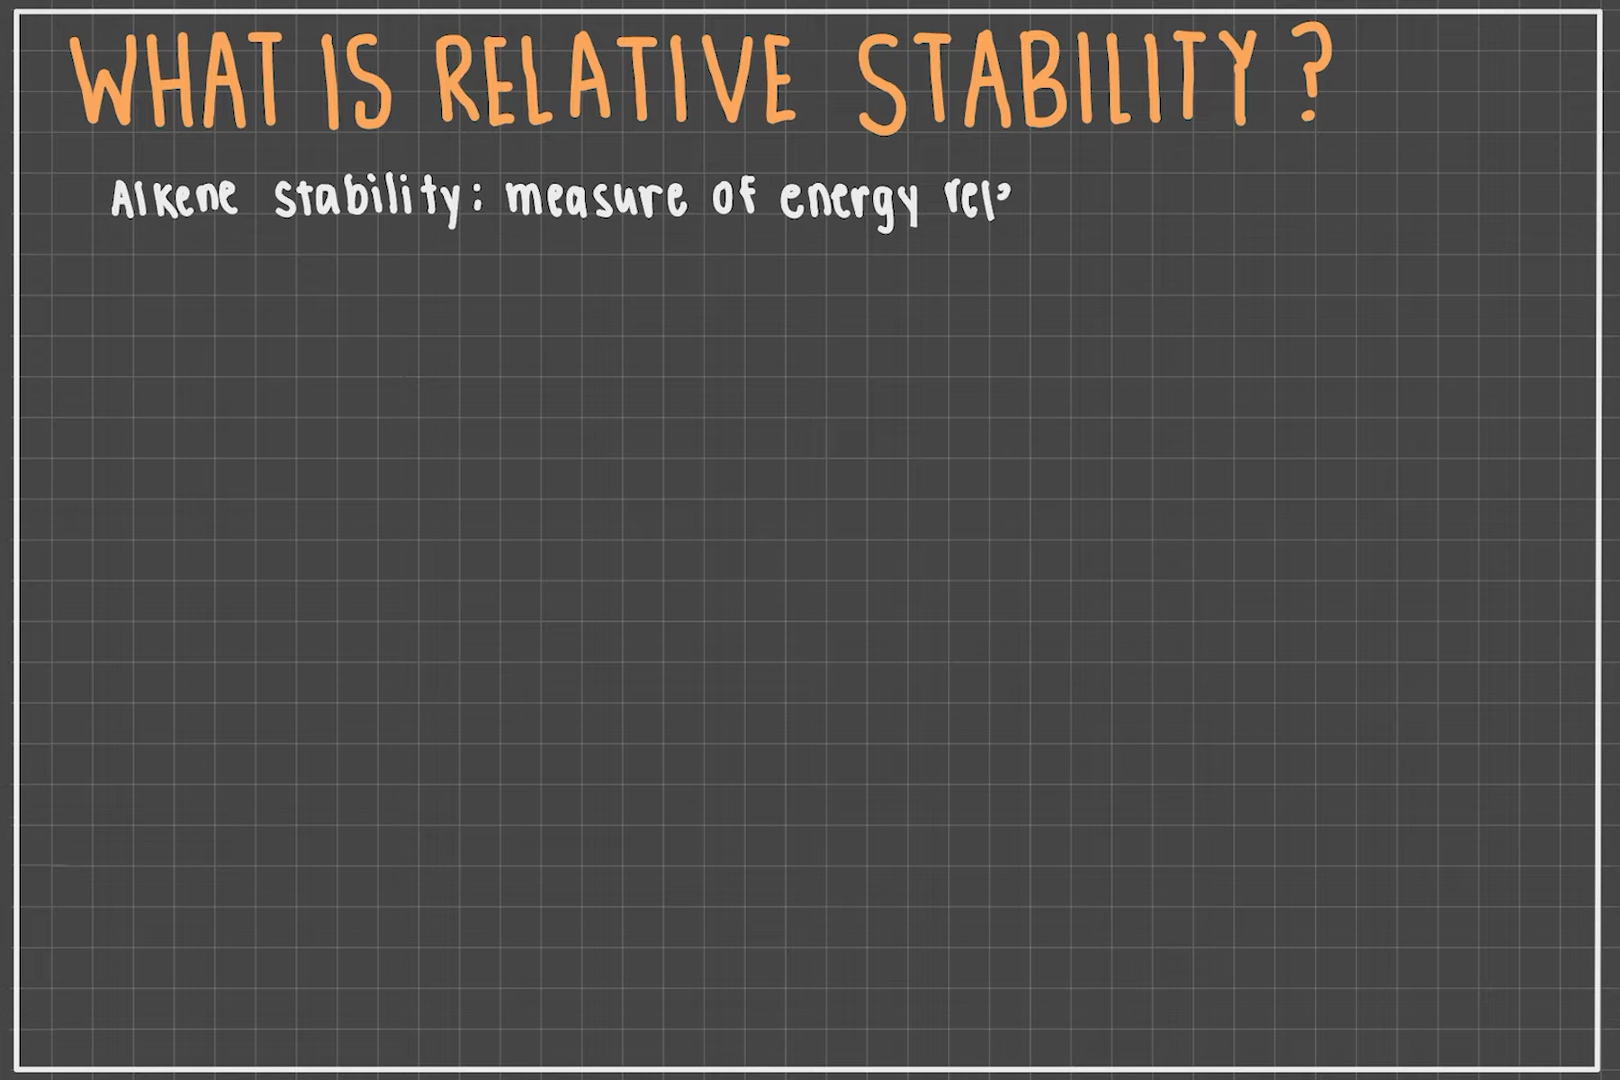 WHAT IS RELATIVE STABILITY?
Alkene stability: measure of energy rel